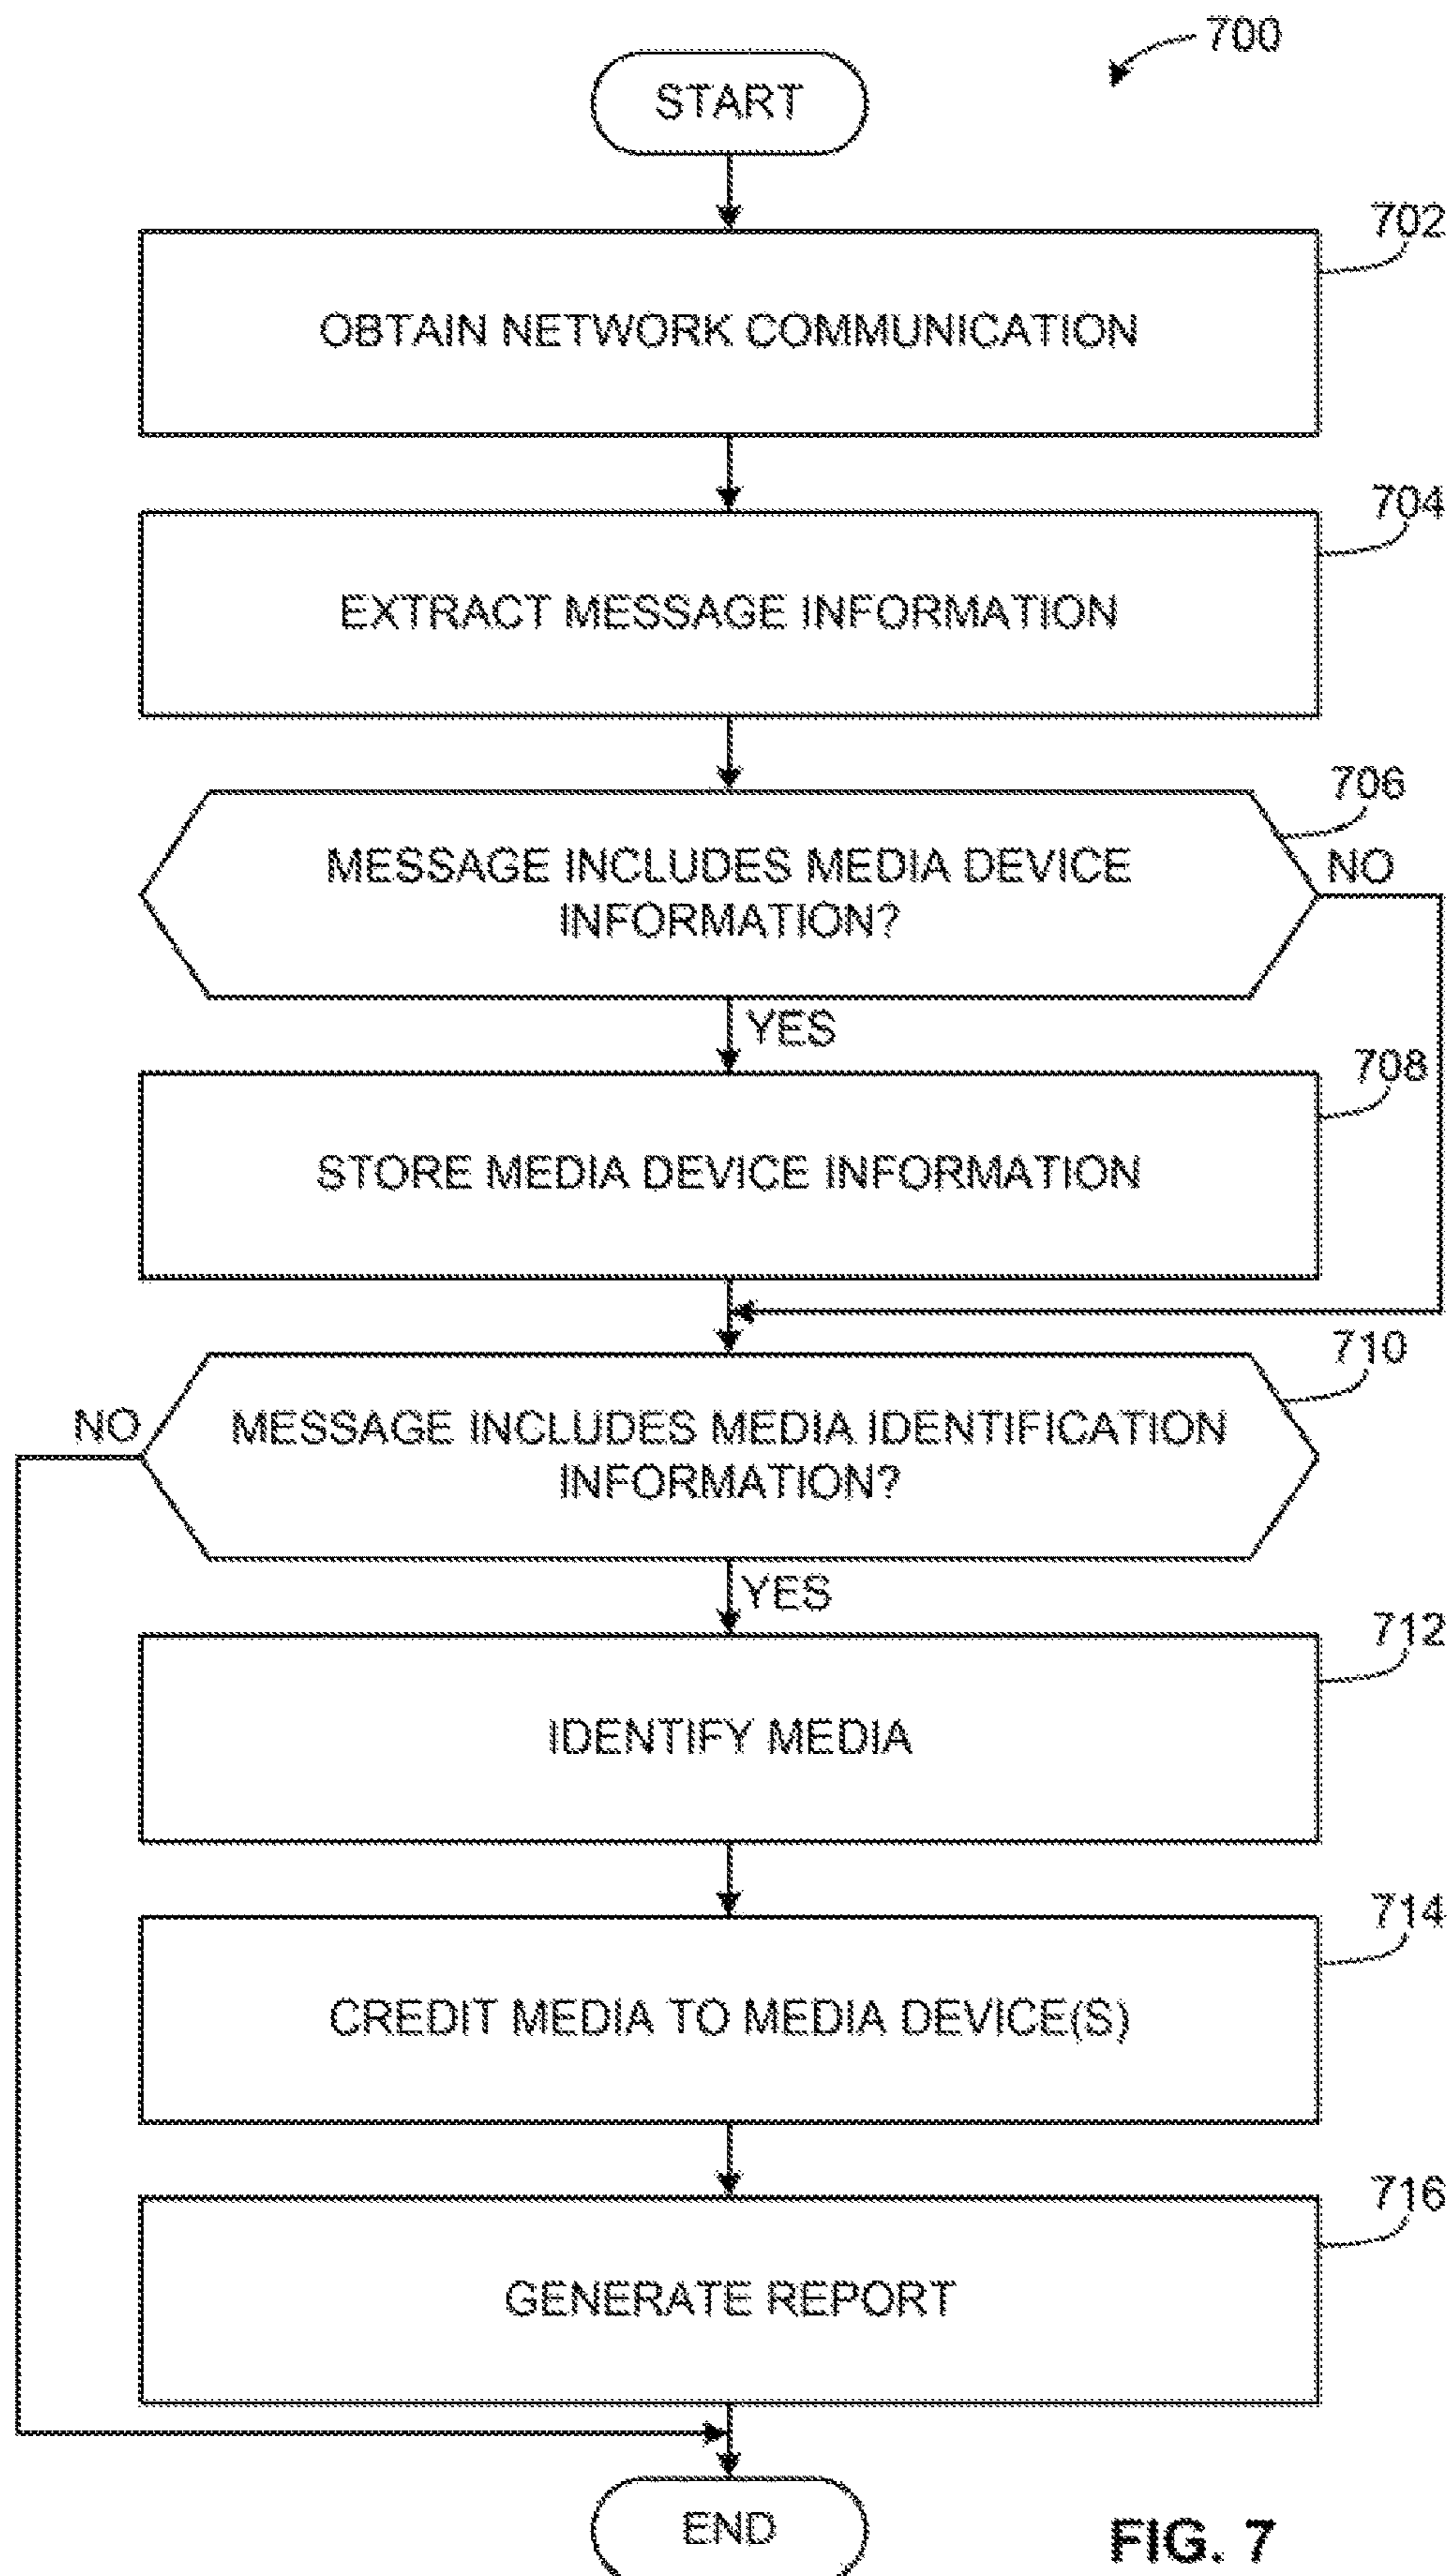 700
START
702
OBTAIN NETWORK COMMUNICATION
704
EXTRACT MESSAGE INFORMATION
706
MESSAGE INCLUDES MEDIA DEVICE
INFORMATION?
NO
YES
708
STORE MEDIA DEVICE INFORMATION
710
NO
MESSAGE INCLUDES MEDIA IDENTIFICATION
INFORMATION?
YES
712
IDENTIFY MEDIA
714
CREDIT MEDIA TO MEDIA DEVICE(S)
716
GENERATE REPORT
END
FIG. 7